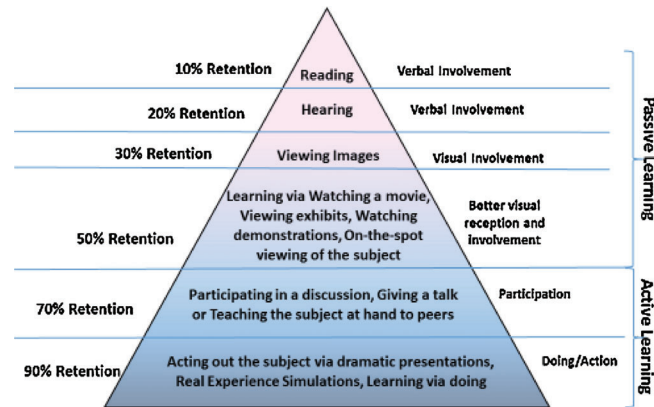 10% Retention
Reading
Verbal Involvement
20% Retention
Hearing
Verbal Involvement
30% Retention
Viewing Images
Visual Involvement
50% Retention
Learning via Watching a movie,
Viewing exhibits, Watching
demonstrations, On-the-spot
viewing of the subject
Better visual
reception and
involvement
Passive Learning
70% Retention
Participating in a discussion, Giving a talk
or Teaching the subject at hand to peers
Participation
90% Retention
Acting out the subject via dramatic presentations,
Real Experience Simulations, Learning via doing
Doing/Action
Active Learning